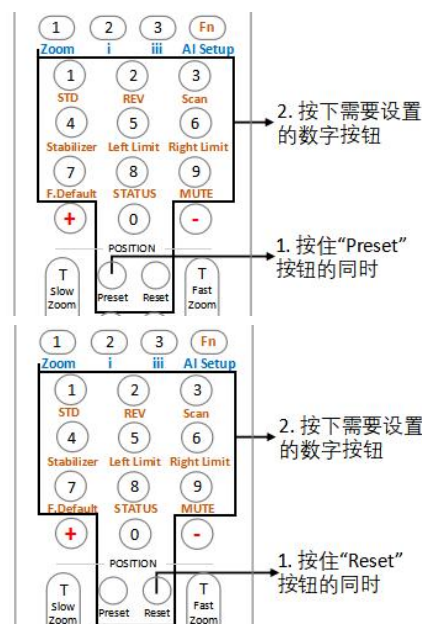 1 2 3 Fn
Zoom i iii AI Setup
1 2 3
STD REV Scan
4 5 6
Stabilizer Left Limit Right Limit
7 8 9
F.Default STATUS MUTE
+ 0 -
POSITION
T Preset Reset T
Slow Fast
Zoom Zoom
2. 按下需要设置
的数字按钮
1. 按住“Preset”
按钮的同时
1 2 3 Fn
Zoom i iii AI Setup
1 2 3
STD REV Scan
4 5 6
Stabilizer Left Limit Right Limit
7 8 9
F.Default STATUS MUTE
+ 0 -
POSITION
T Preset Reset T
Slow Fast
Zoom Zoom
2. 按下需要设置
的数字按钮
1. 按住“Reset”
按钮的同时